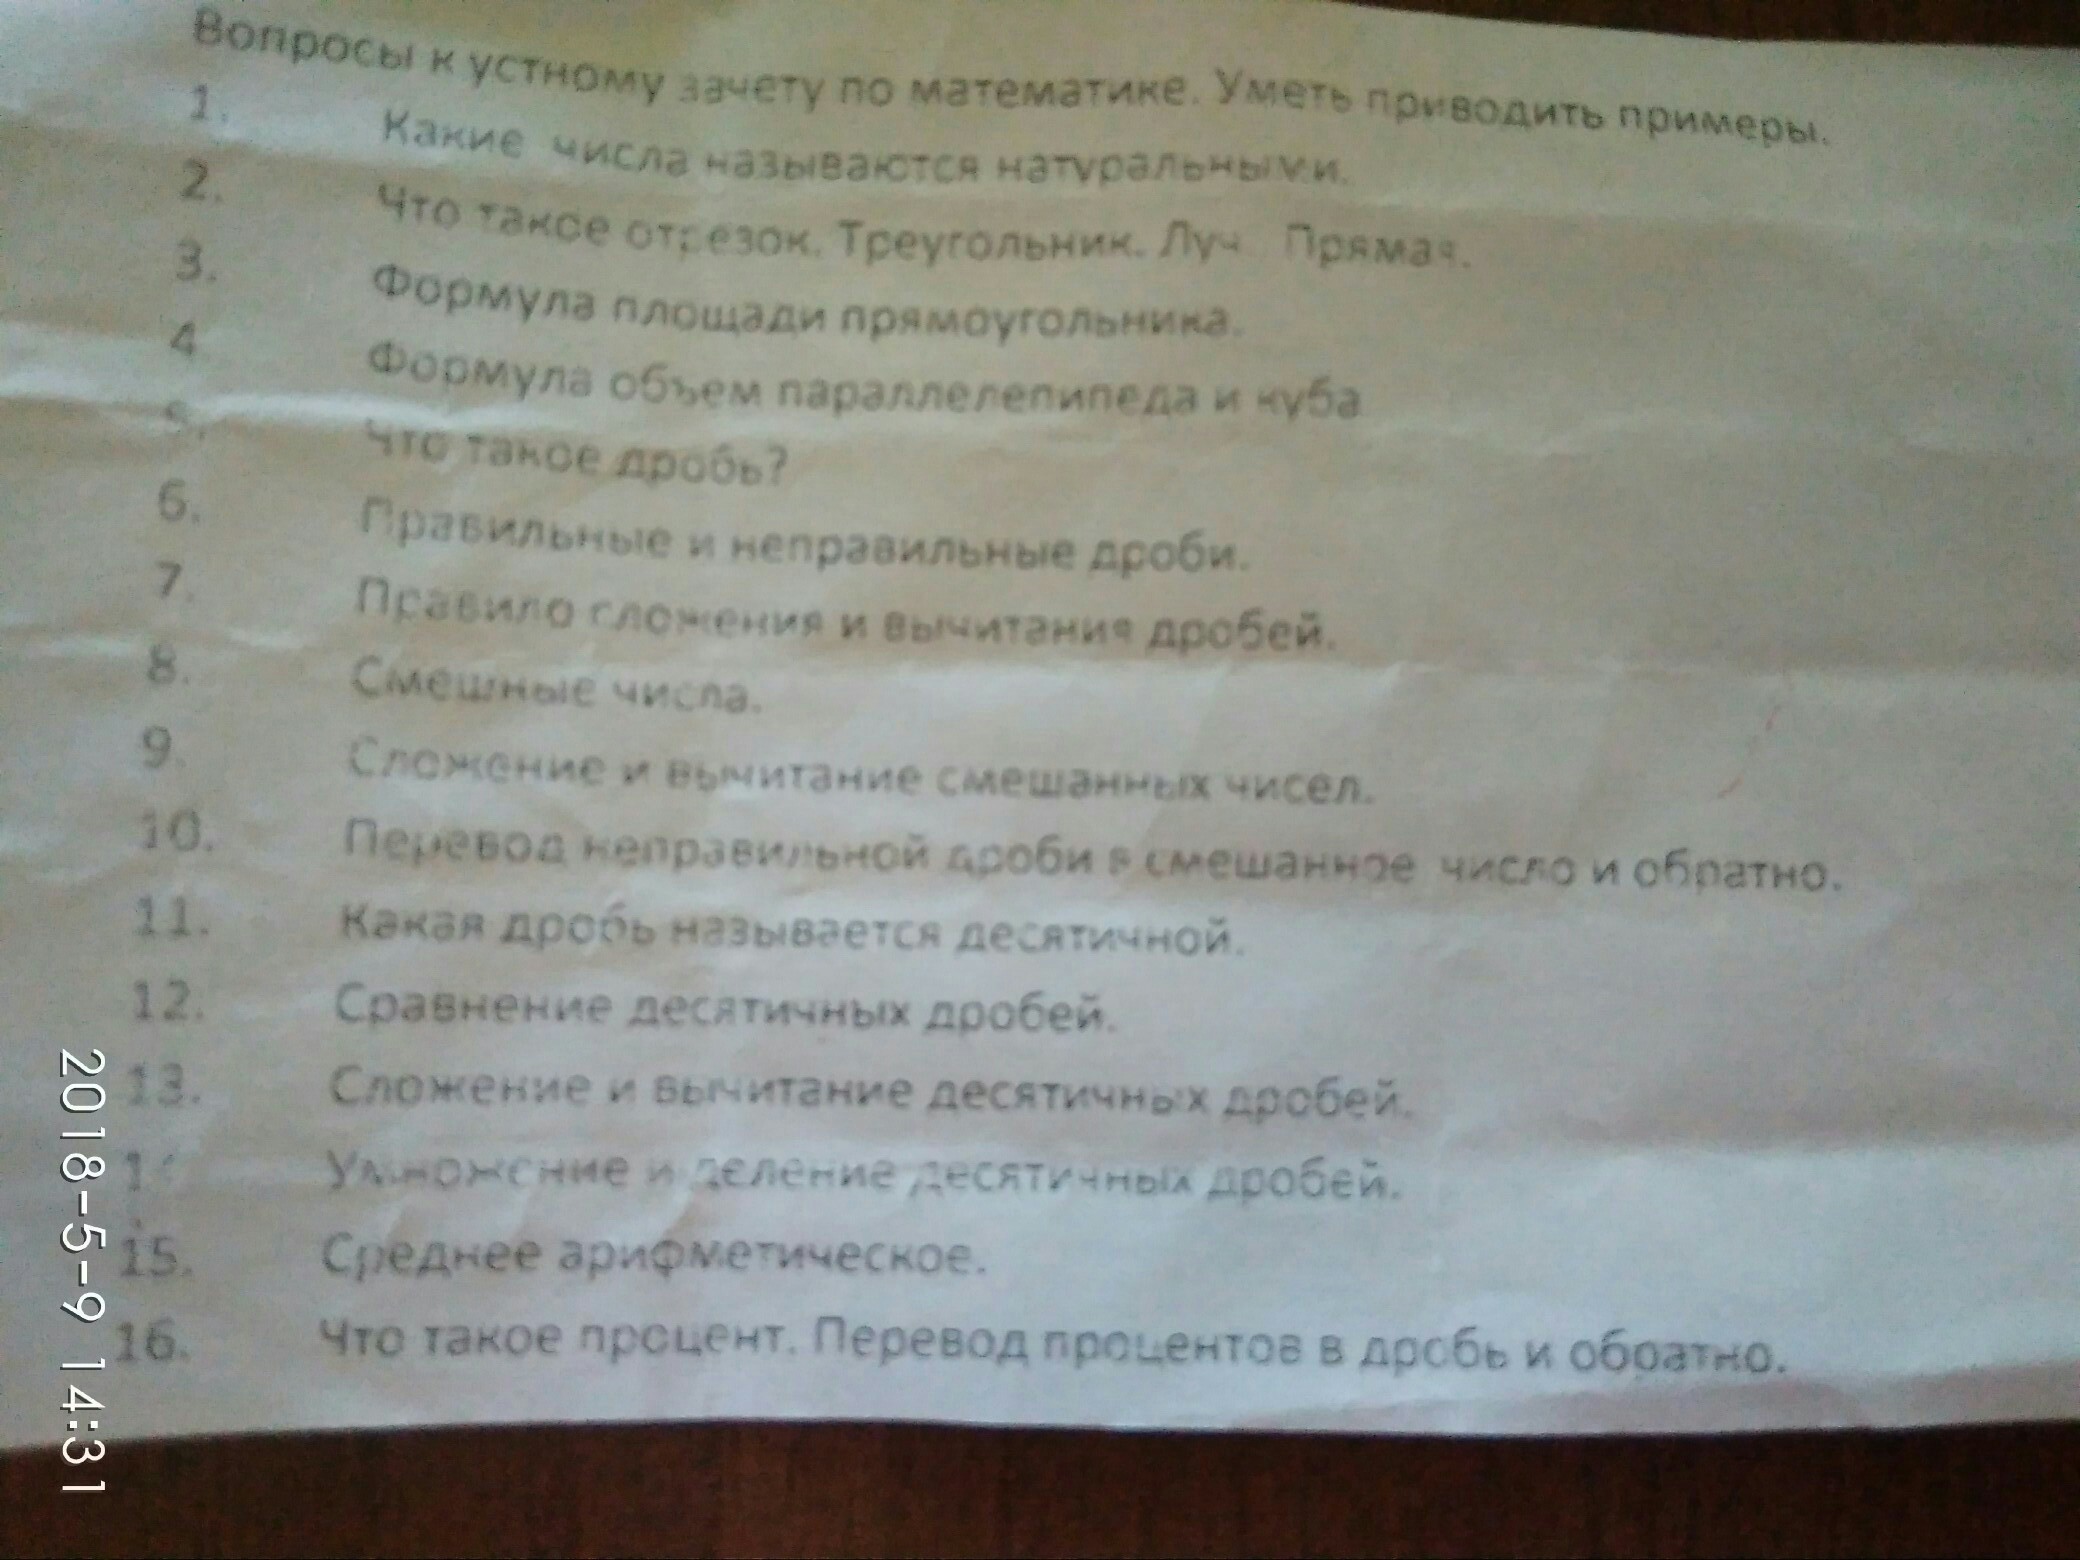 Вопросы к устному зачету по математике. Уметь приводить примеры.
1. Какие числа называются натуральными.
2. Что такое отрезок. Треугольник. Луч Прямая.
3. Формула площади прямоугольника.
4 Формула объем параллелепипеда и куба
5. Что такое дробь?
6. Правильные и неправильные дроби.
7. Правило сложения и вычитания дробей.
8. Смешные числа.
9. Сложение и вычитание смешанных чисел.
10. Перевод неправильной дроби в смешанное число и обратно.
11. Какая дробь называется десятичной.
12. Сравнение десятичных дробей.
13. Сложение и вычитание десятичных дробей.
14 Умножение и деление десятичных дробей.
15. Среднее арифметическое.
16. Что такое процент. Перевод процентов в дробь и обратно.
2018-5-9 14:31